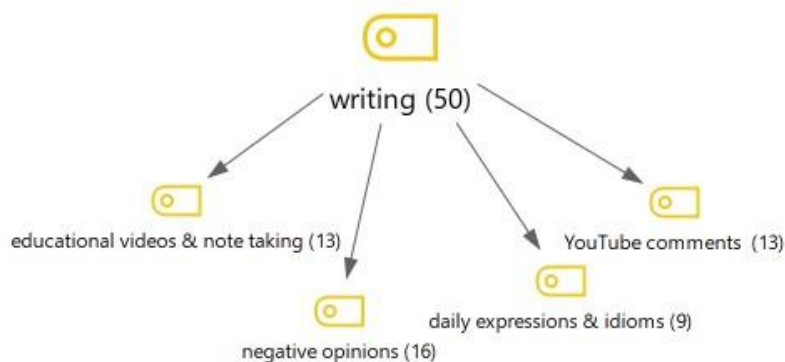 writing (50)
educational videos & note taking (13)
YouTube comments (13)
daily expressions & idioms (9)
negative opinions (16)